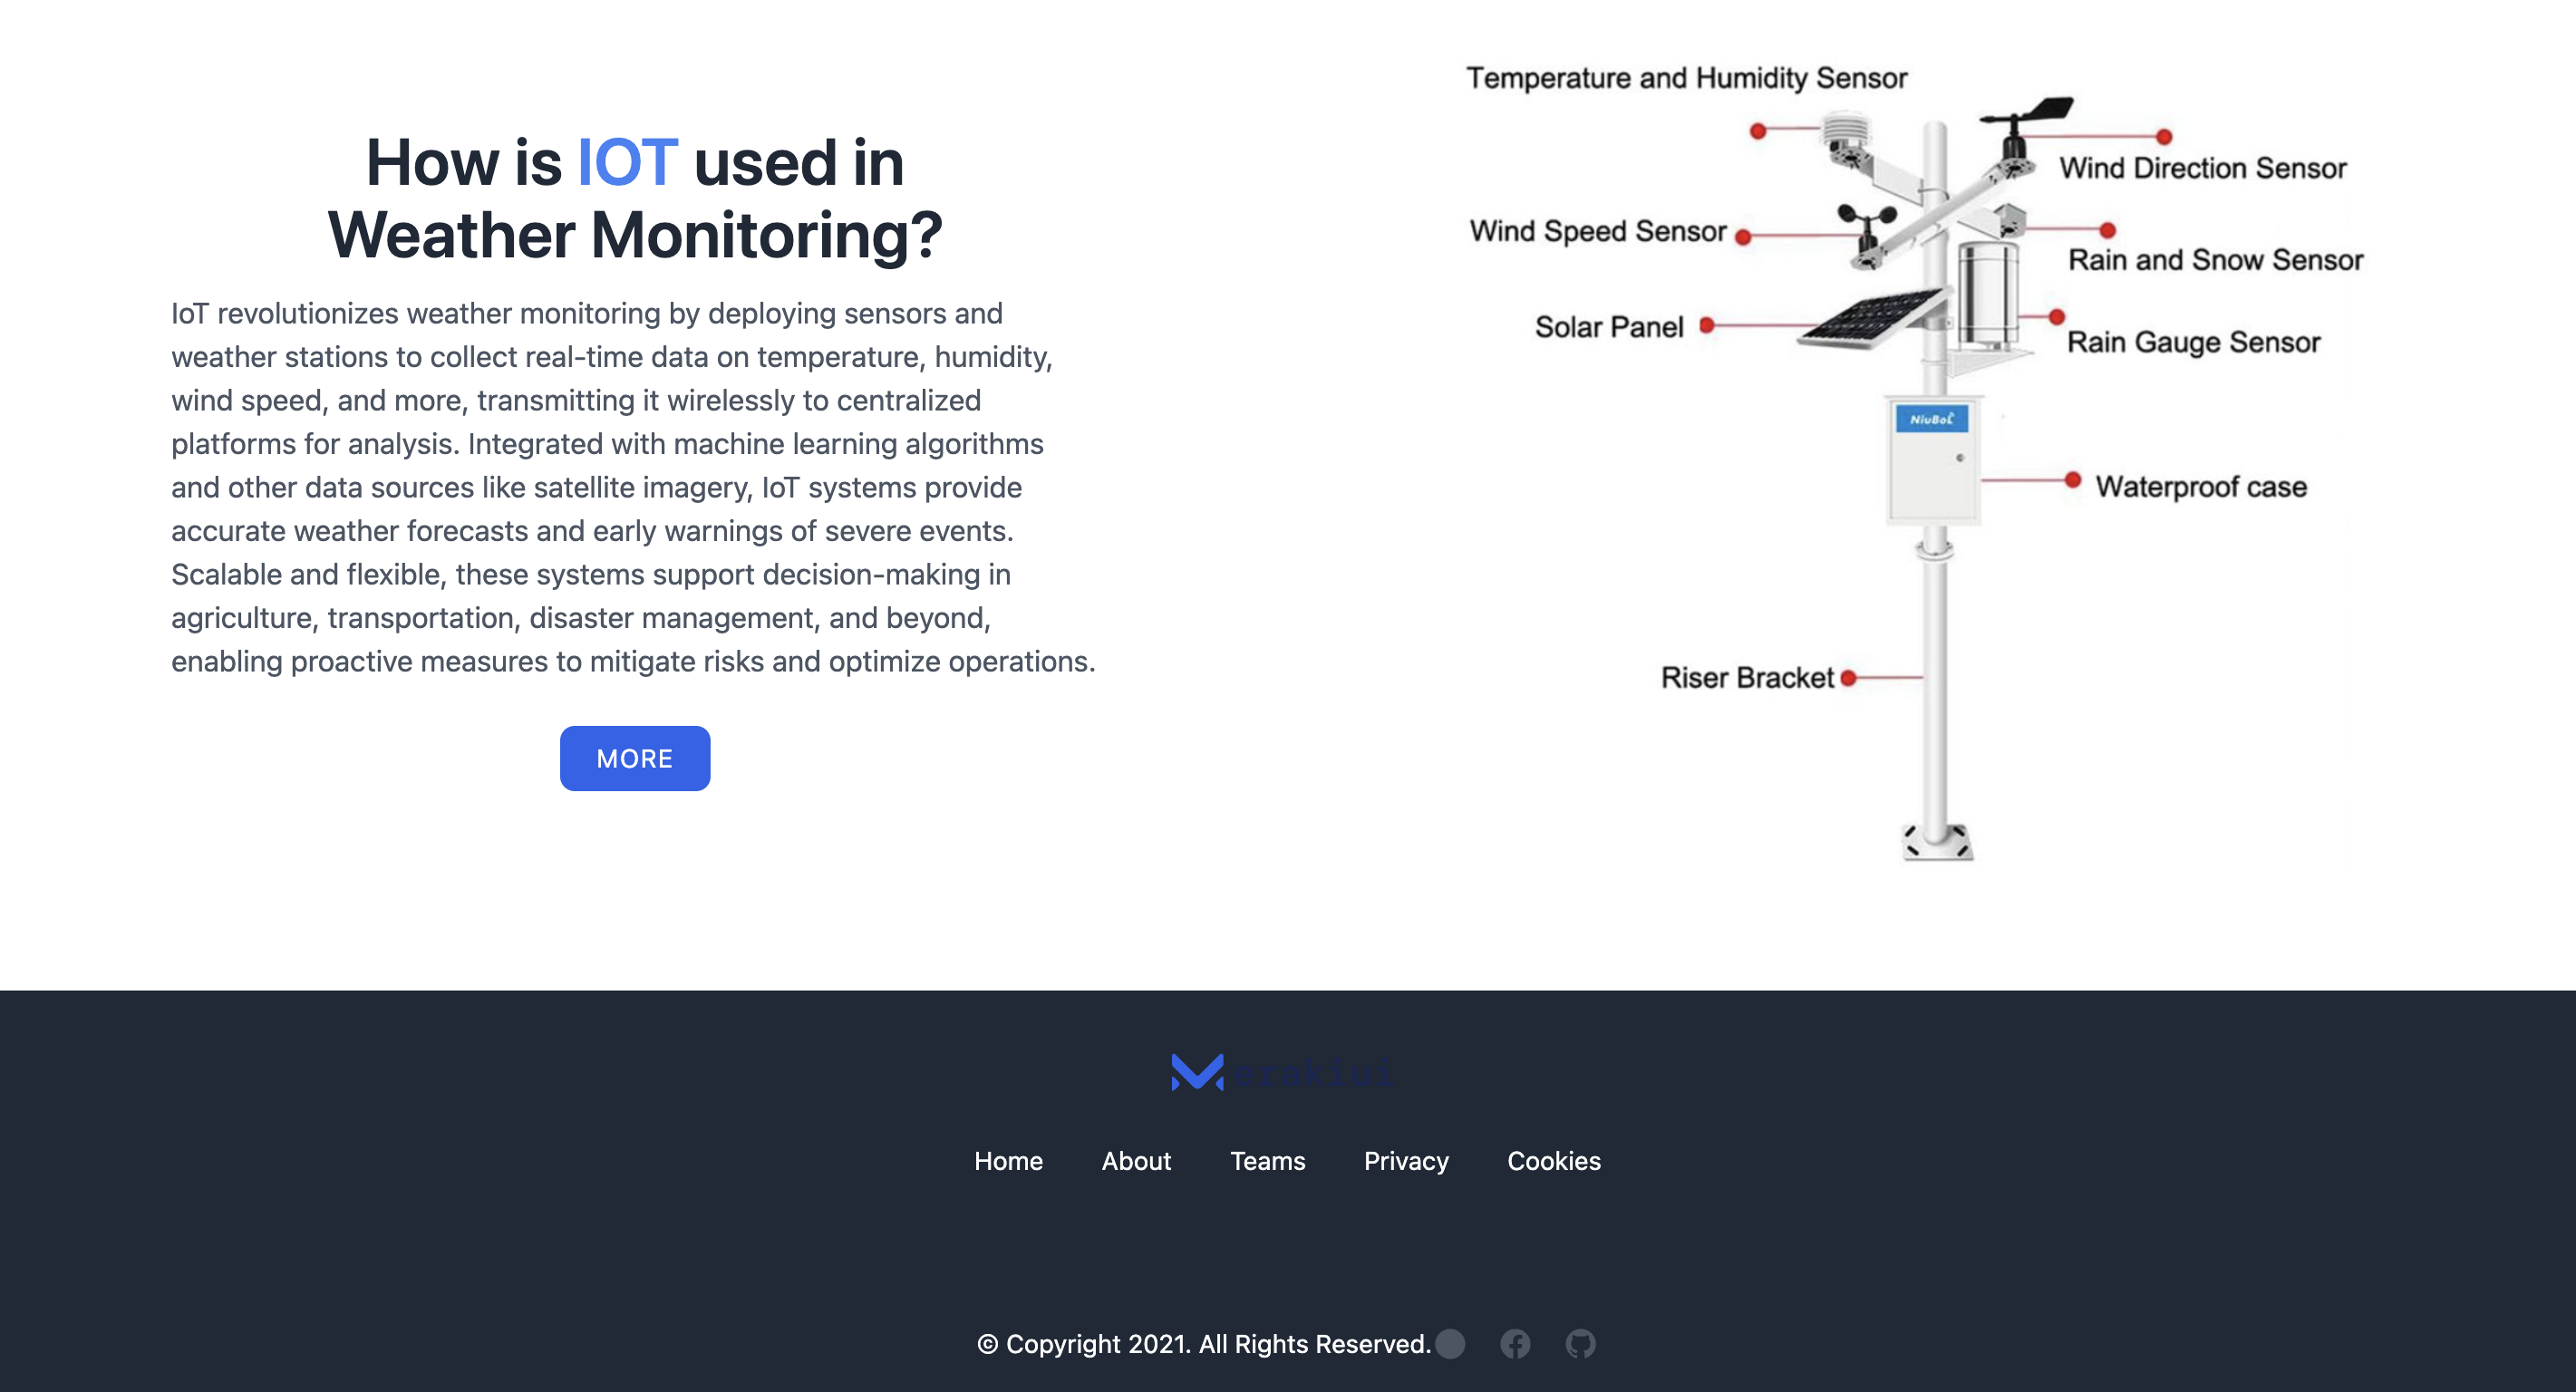 How is IOT used in
Weather Monitoring?
IoT revolutionizes weather monitoring by deploying sensors and
weather stations to collect real-time data on temperature, humidity,
wind speed, and more, transmitting it wirelessly to centralized
platforms for analysis. Integrated with machine learning algorithms
and other data sources like satellite imagery, IoT systems provide
accurate weather forecasts and early warnings of severe events.
Scalable and flexible, these systems support decision-making in
agriculture, transportation, disaster management, and beyond,
enabling proactive measures to mitigate risks and optimize operations.
MORE
Temperature and Humidity Sensor
Wind Direction Sensor
Wind Speed Sensor
Rain and Snow Sensor
Solar Panel
Rain Gauge Sensor
NiuBoL
Waterproof case
Riser Bracket
Merakiui
Home About Teams Privacy Cookies
© Copyright 2021. All Rights Reserved.